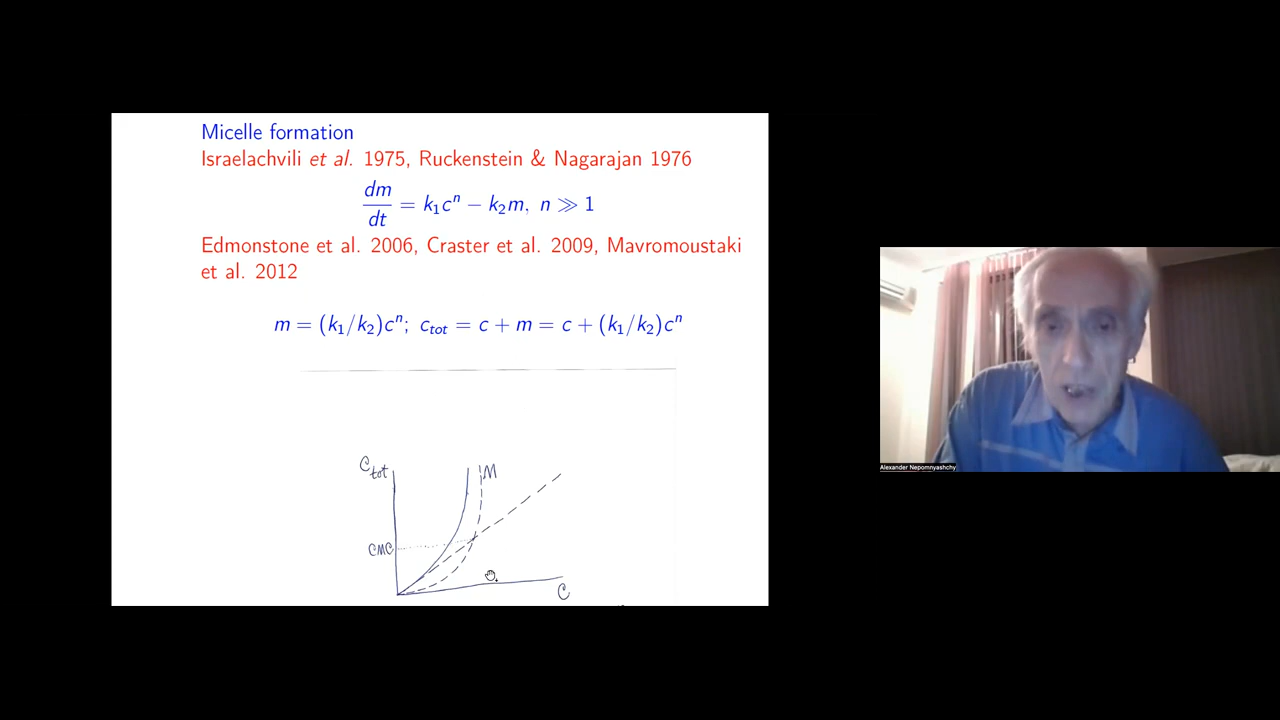 Micelle formation
Israelachvili et al. 1975, Ruckenstein & Nagarajan 1976
dm/dt = k₁cⁿ − k₂m, n ≫ 1
Edmonstone et al. 2006, Craster et al. 2009, Mavromoustaki
et al. 2012
m = (k₁/k₂)cⁿ; c_tot = c + m = c + (k₁/k₂)cⁿ
C_tot
M
CMC
C
Alexander Nepomnyashchy